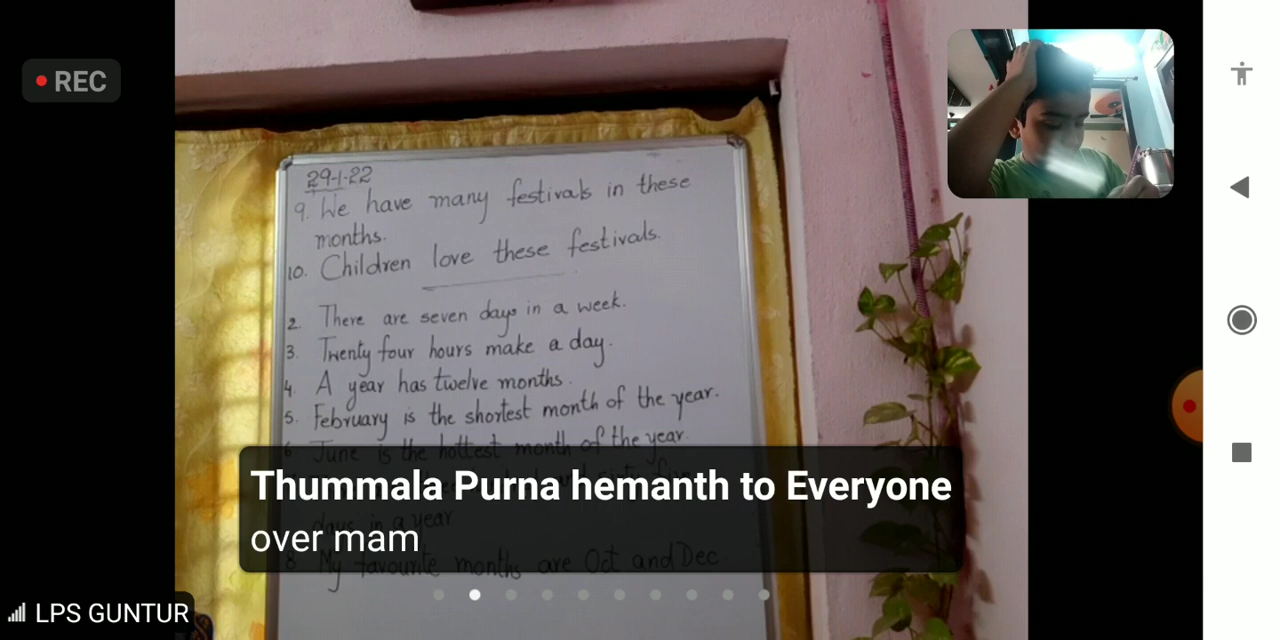 REC
29-1-22
9. We have many festivals in these
months.
10. Children love these festivals.
2. There are seven days in a week.
3. Twenty four hours make a day.
4. A year has twelve months.
5. February is the shortest month of the year.
6 June is the hottest month of the year.
Thummala Purna hemanth to Everyone
days in a year
over mam
8 My favourite months are Oct and Dec.
LPS GUNTUR